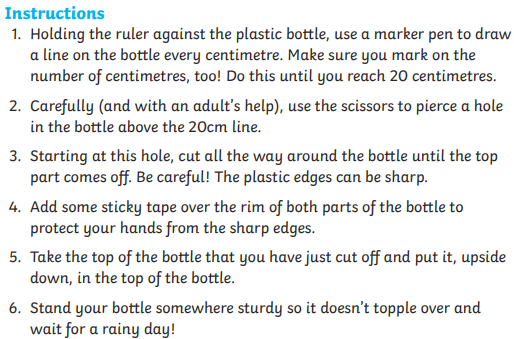 Instructions
1. Holding the ruler against the plastic bottle, use a marker pen to draw
a line on the bottle every centimetre. Make sure you mark on the
number of centimetres, too! Do this until you reach 20 centimetres.
2. Carefully (and with an adult's help), use the scissors to pierce a hole
in the bottle above the 20cm line.
3. Starting at this hole, cut all the way around the bottle until the top
part comes off. Be careful! The plastic edges can be sharp.
4. Add some sticky tape over the rim of both parts of the bottle to
protect your hands from the sharp edges.
5. Take the top of the bottle that you have just cut off and put it, upside
down, in the top of the bottle.
6. Stand your bottle somewhere sturdy so it doesn't topple over and
wait for a rainy day!